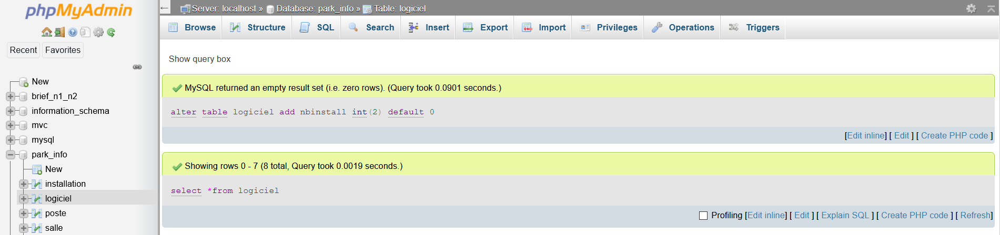 phpMyAdmin
Recent Favorites
New
brief_n1_n2
information_schema
mvc
mysql
park_info
New
installation
logiciel
poste
salle
Server: localhost » Database: park_info » Table: logiciel
Browse Structure SQL Search Insert Export Import Privileges Operations Triggers
Show query box
MySQL returned an empty result set (i.e. zero rows). (Query took 0.0901 seconds.)
alter table logiciel add nbinstall int(2) default 0
[Edit inline] [ Edit ] [ Create PHP code ]
Showing rows 0 - 7 (8 total, Query took 0.0019 seconds.)
select *from logiciel
Profiling [Edit inline] [ Edit ] [ Explain SQL ] [ Create PHP code ] [ Refresh]